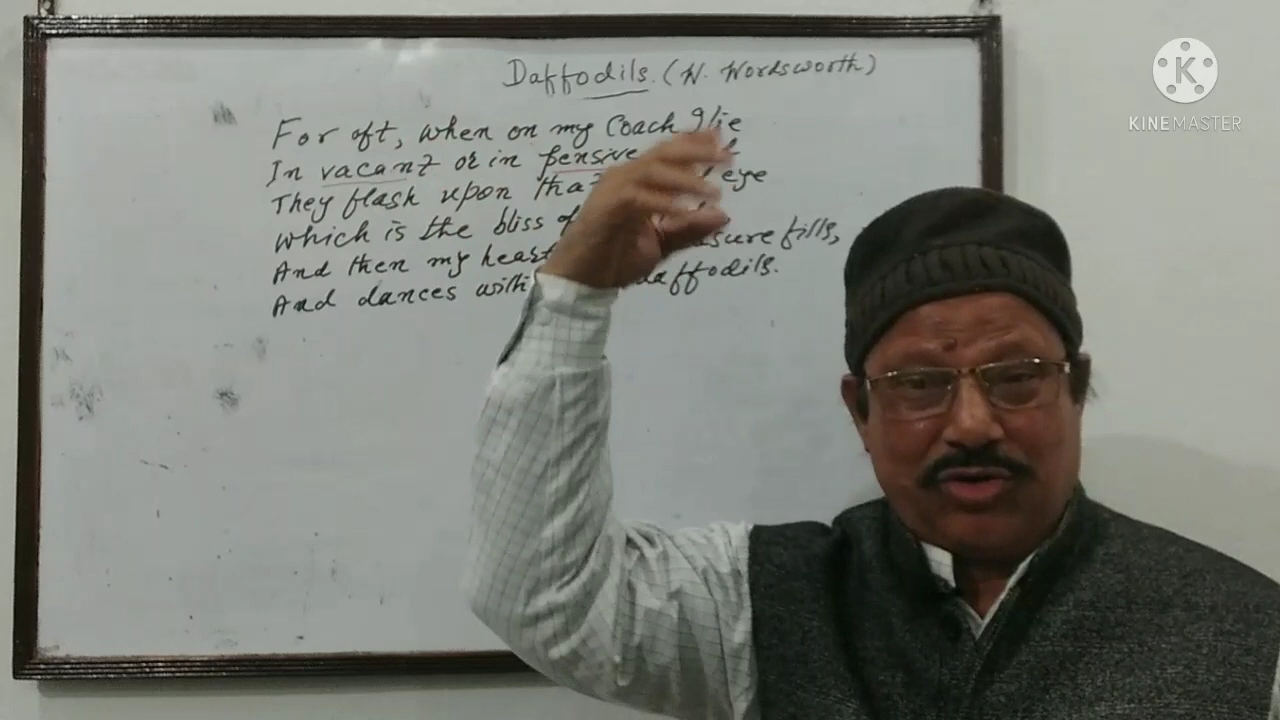 Daffodils. (W. Wordsworth)
For oft, when on my Coach I lie
In vacant or in pensive
They flash upon that eye
which is the bliss of
And then my heart fills,
And dances with daffodils.
K
KINEMASTER